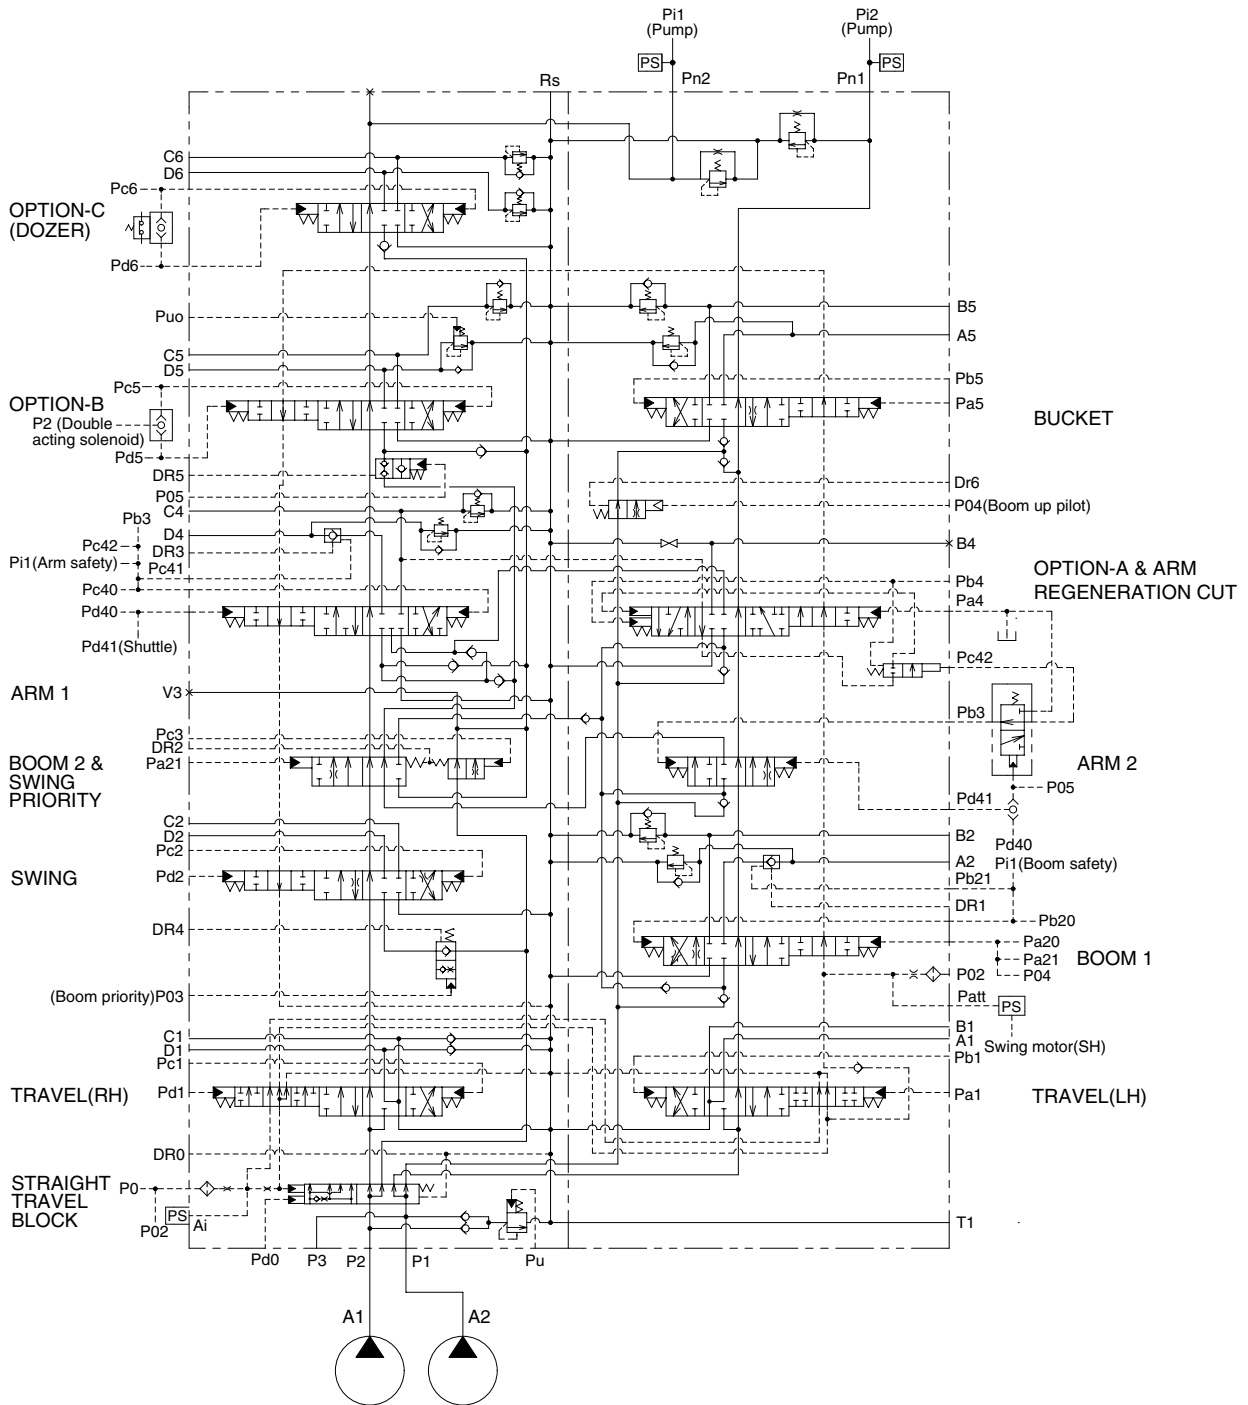 Pi1
(Pump)
Pi2
(Pump)
PS
PS
Rs
Pn2
Pn1
C6
D6
Pc6
OPTION-C
(DOZER)
Pd6
Puo
C5
D5
Pc5
OPTION-B
P2 (Double
acting solenoid)
Pd5
DR5
P05
C4
Pb3
D4
Pc42
DR3
Pi1(Arm safety)
Pc41
Pc40
Pd40
Pd41(Shuttle)
ARM 1
V3
Pc3
DR2
BOOM 2 &
SWING
PRIORITY
Pa21
C2
D2
Pc2
SWING
Pd2
DR4
(Boom priority)P03
C1
D1
Pc1
TRAVEL(RH)
Pd1
DR0
STRAIGHT
TRAVEL
BLOCK
P0
P02
PS
Ai
Pd0
P3
P2
P1
Pu
A1
A2
B5
A5
Pb5
Pa5
BUCKET
Dr6
P04(Boom up pilot)
B4
OPTION-A & ARM
REGENERATION CUT
Pb4
Pa4
Pc42
Pb3
ARM 2
P05
Pd41
Pd40
B2
A2
Pi1(Boom safety)
Pb21
DR1
Pb20
Pa20
Pa21
P04
BOOM 1
P02
Patt
PS
B1
A1
Swing motor(SH)
Pb1
Pa1
TRAVEL(LH)
T1